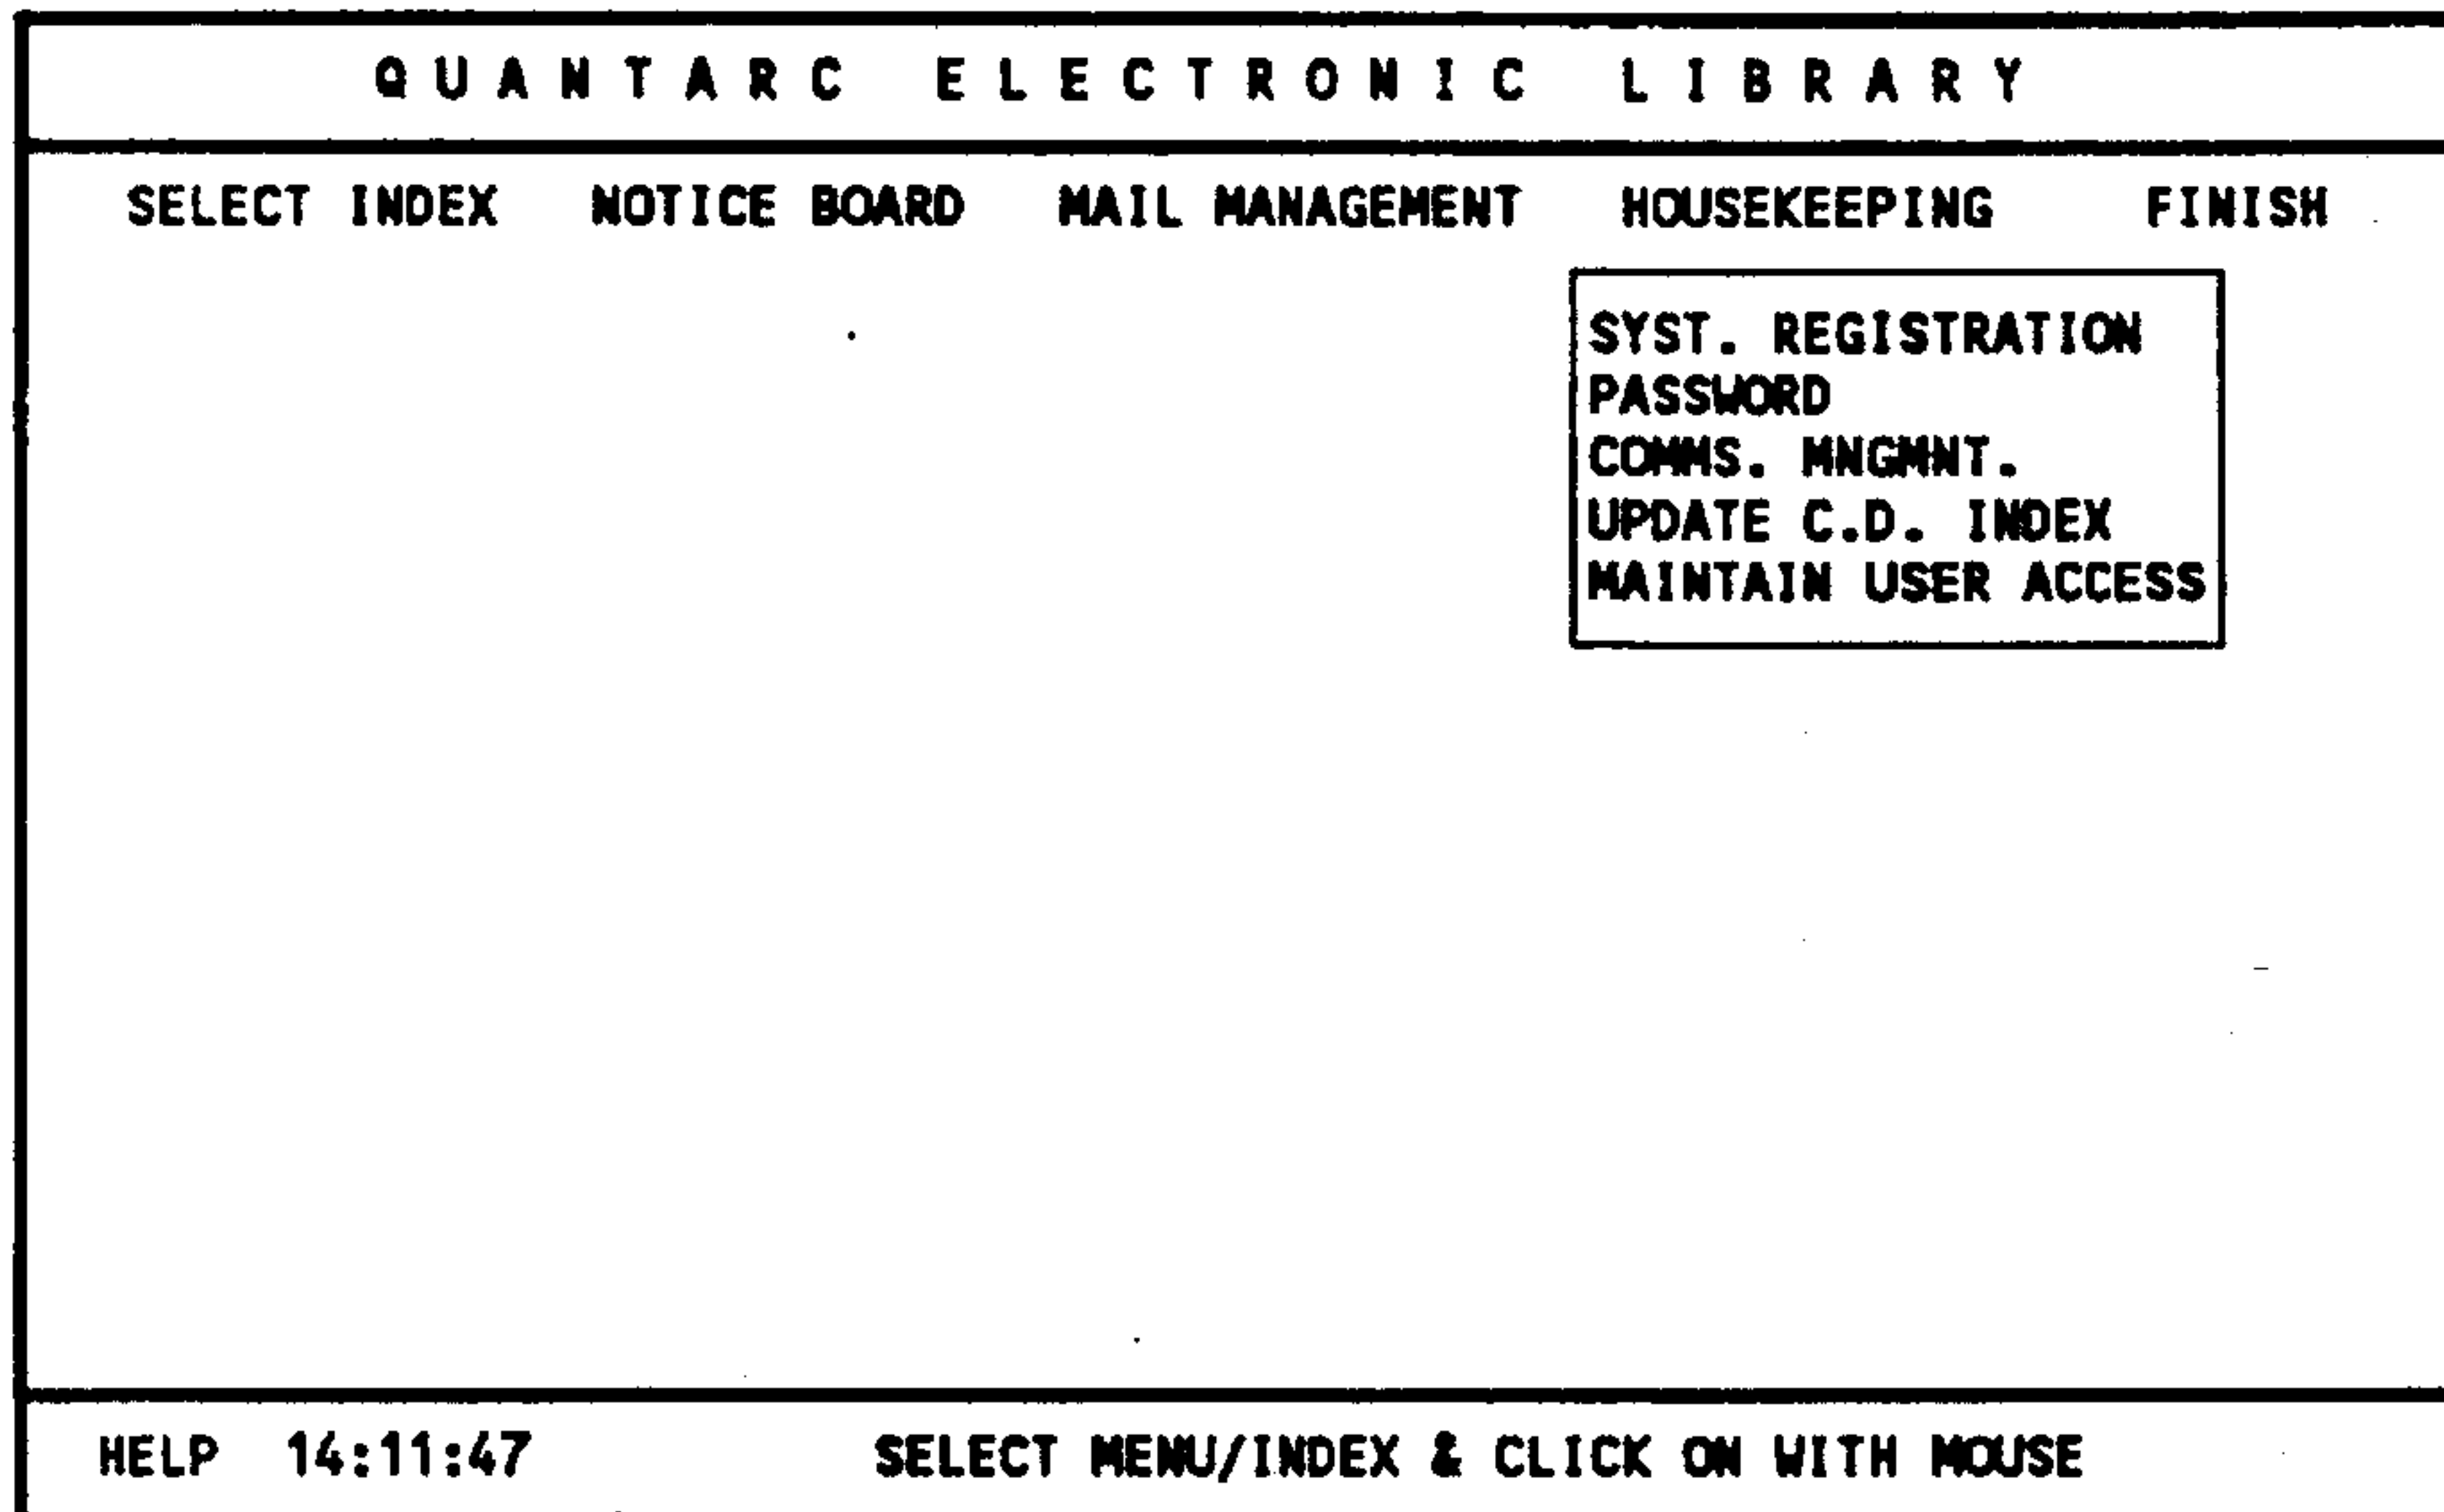 QUANTARC ELECTRONIC LIBRARY
SELECT INDEX NOTICE BOARD MAIL MANAGEMENT HOUSEKEEPING FINISH
SYST. REGISTRATION
PASSWORD
COMMS. MNGMNT.
UPDATE C.D. INDEX
MAINTAIN USER ACCESS
HELP 14:11:47 SELECT MENU/INDEX & CLICK ON WITH MOUSE